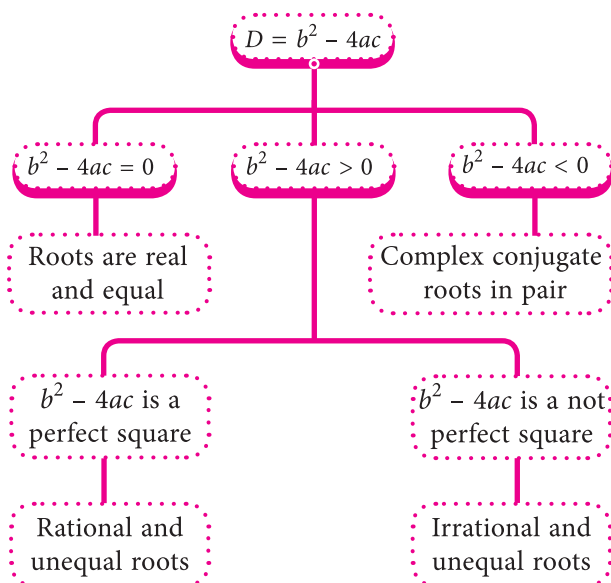 D = b² – 4ac
b² – 4ac = 0
b² – 4ac > 0
b² – 4ac < 0
Roots are real
and equal
Complex conjugate
roots in pair
b² – 4ac is a
perfect square
b² – 4ac is a not
perfect square
Rational and
unequal roots
Irrational and
unequal roots